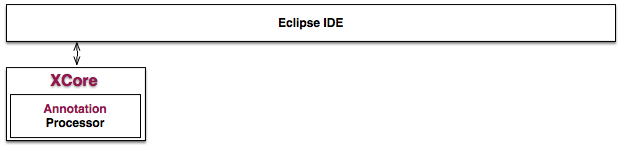 Eclipse IDE
XCore
Annotation
Processor